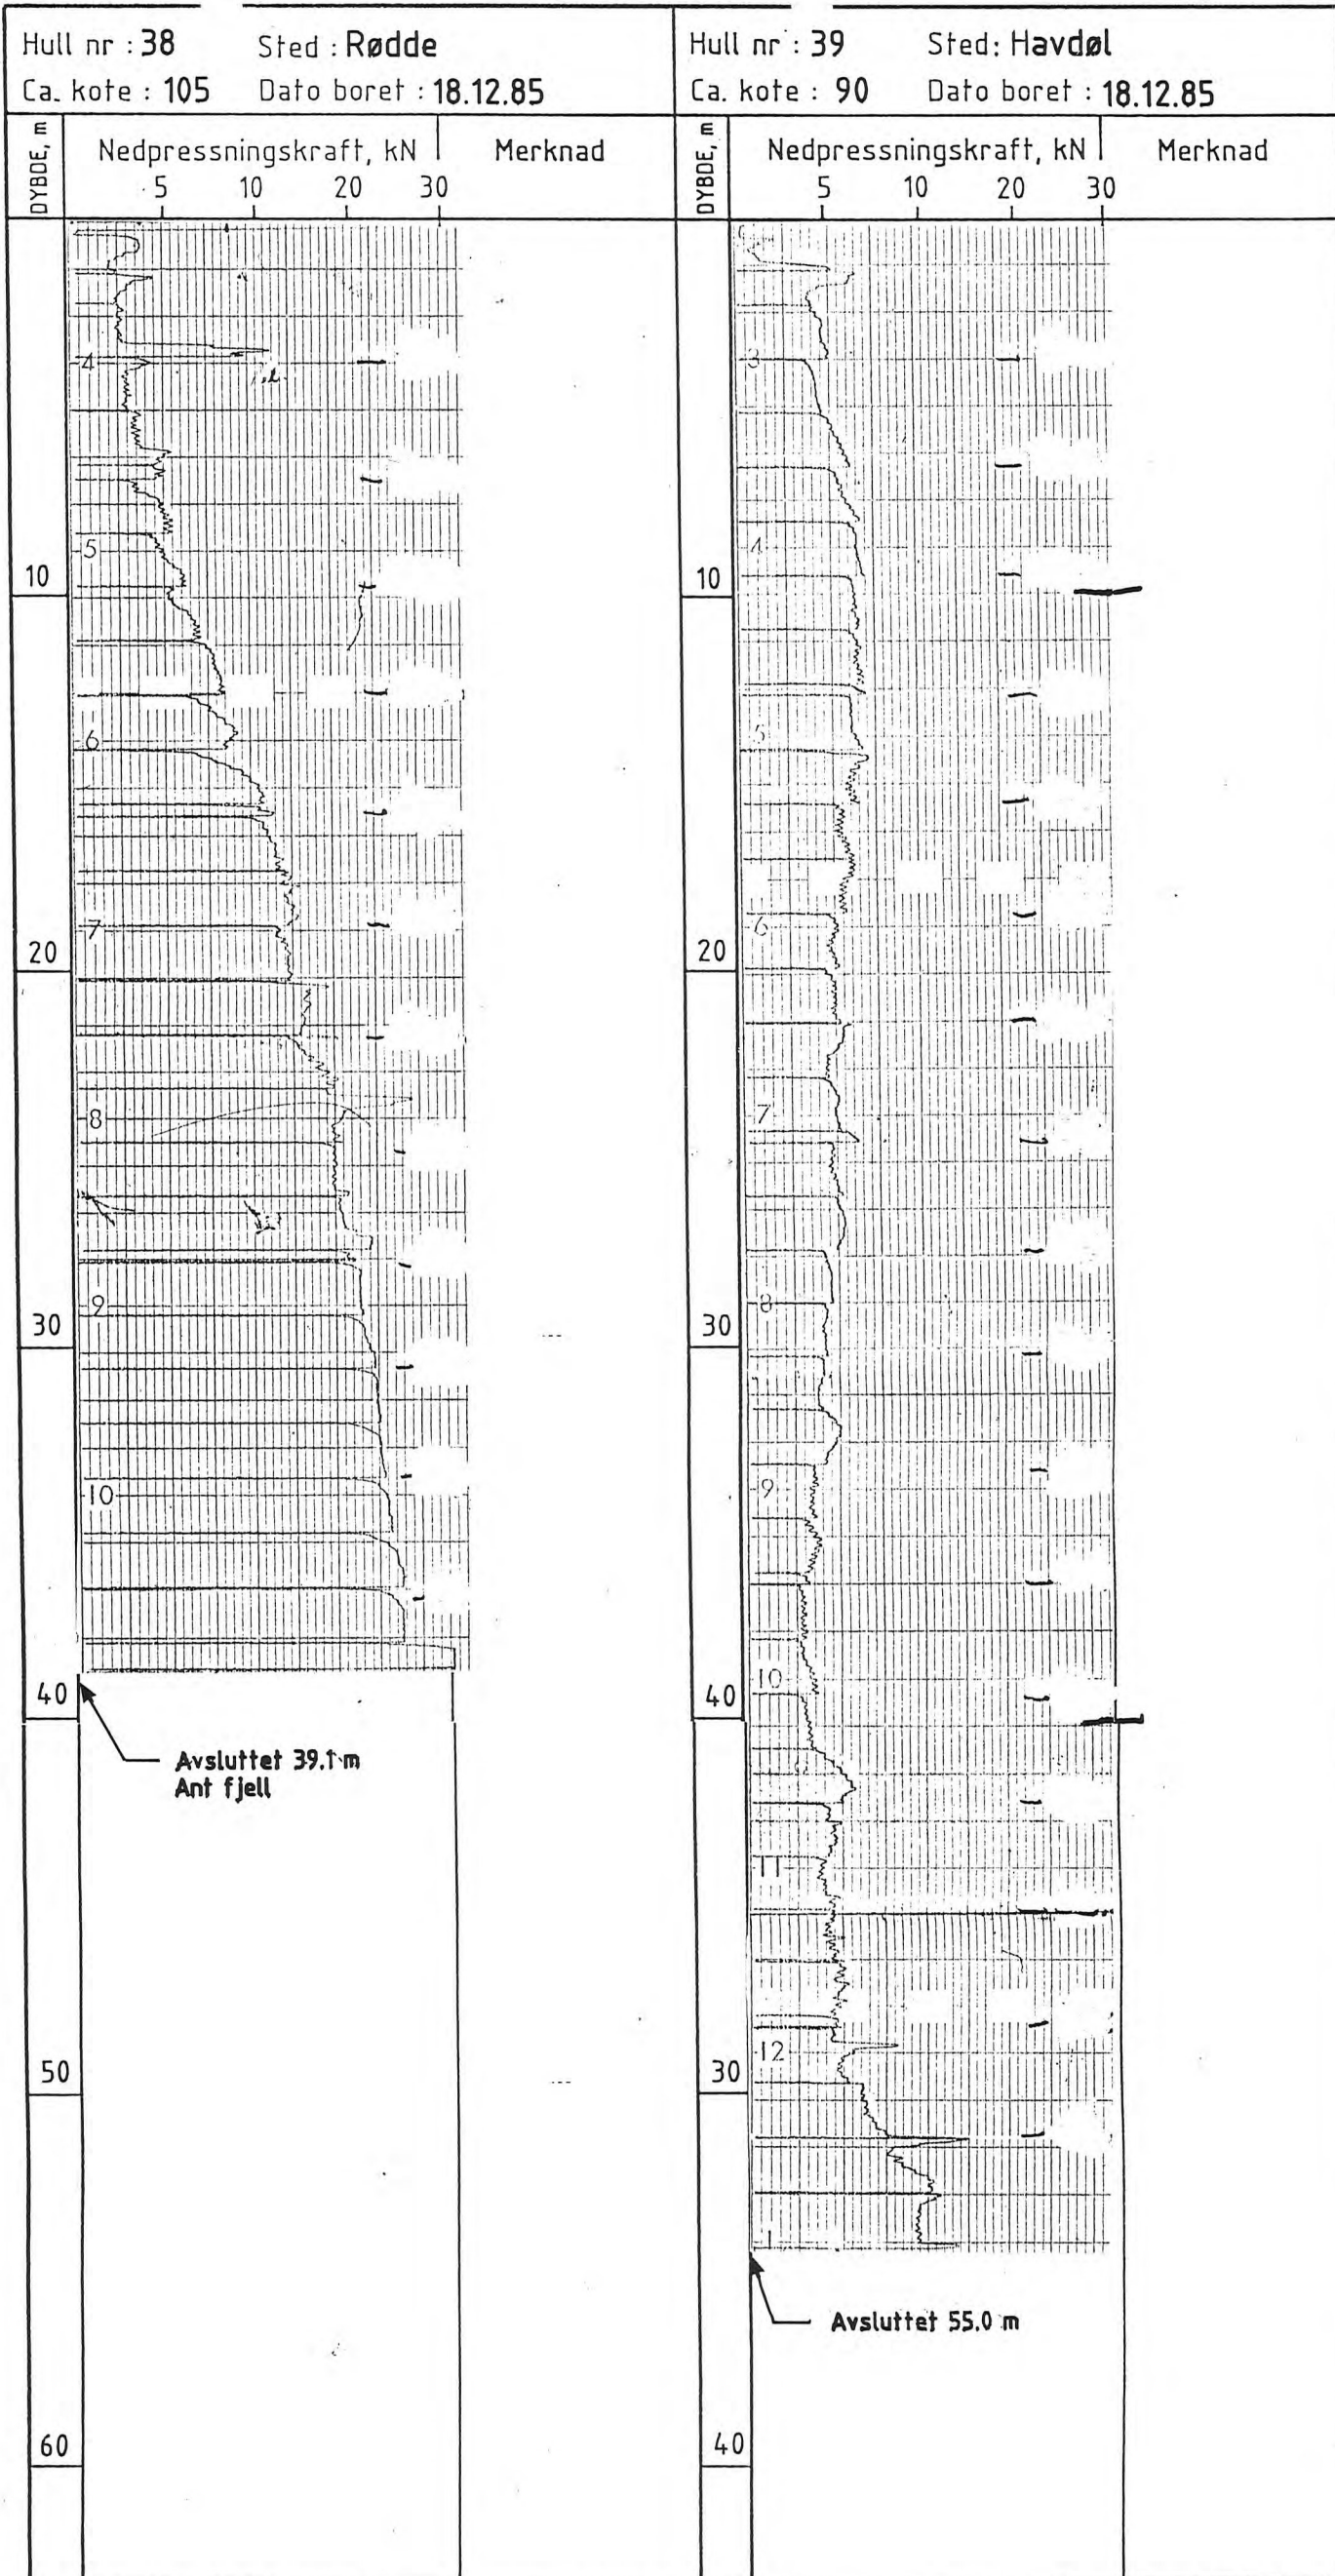 Hull nr : 38 Sted : Rødde
Ca. kote : 105 Dato boret : 18.12.85
DYBDE, m
Nedpressningskraft, kN Merknad
5 10 20 30
4
5
10
6
7
20
8
9
30
10
40
Avsluttet 39.1 m
Ant fjell
50
60
Hull nr : 39 Sted: Havdøl
Ca. kote : 90 Dato boret : 18.12.85
DYBDE, m
Nedpressningskraft, kN Merknad
5 10 20 30
3
4
10
5
6
20
7
8
30
9
10
40
11
12
30
1
Avsluttet 55.0 m
40